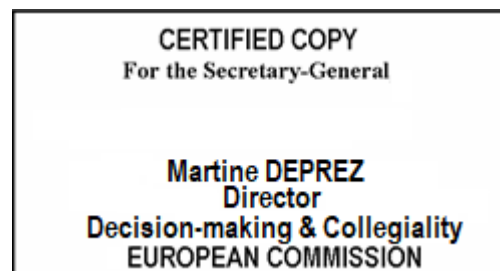 CERTIFIED COPY
For the Secretary-General
Martine DEPREZ
Director
Decision-making & Collegiality
EUROPEAN COMMISSION